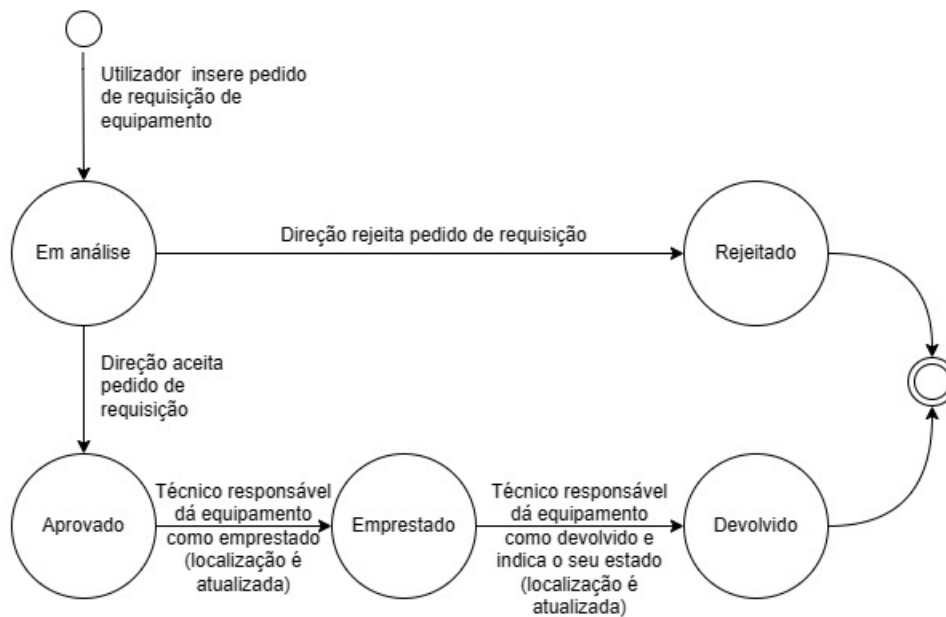 Utilizador insere pedido
de requisição de
equipamento
Em análise
Direção rejeita pedido de requisição
Rejeitado
Direção aceita
pedido de
requisição
Aprovado
Técnico responsável
dá equipamento
como emprestado
(localização é
atualizada)
Emprestado
Técnico responsável
dá equipamento
como devolvido e
indica o seu estado
(localização é
atualizada)
Devolvido